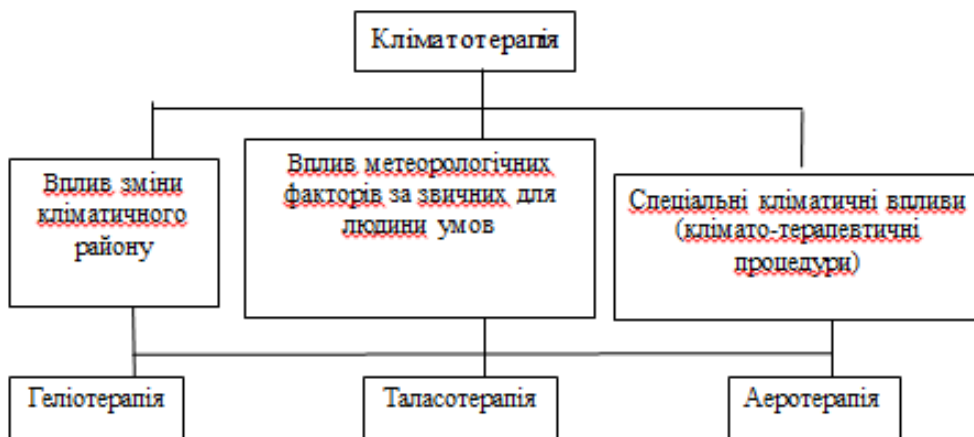 Кліматотерапія
Вплив зміни
кліматичного
району
Вплив метеорологічних
факторів за звичних для
людини умов
Спеціальні кліматичні впливи
(клімато-терапевтичні
процедури)
Геліотерапія
Таласотерапія
Аеротерапія